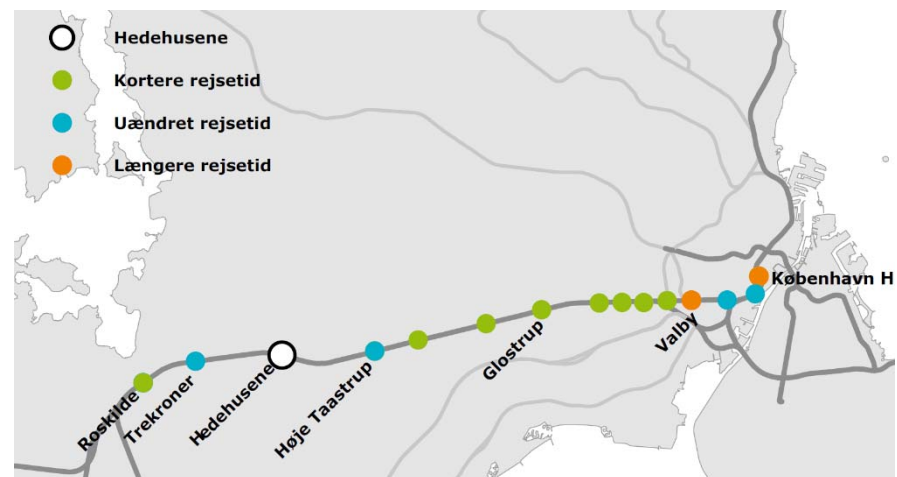 Hedehusene
Kortere rejsetid
Uændret rejsetid
Længere rejsetid
København H
Valby
Glostrup
Høje Taastrup
Hedehusene
Trekroner
Roskilde